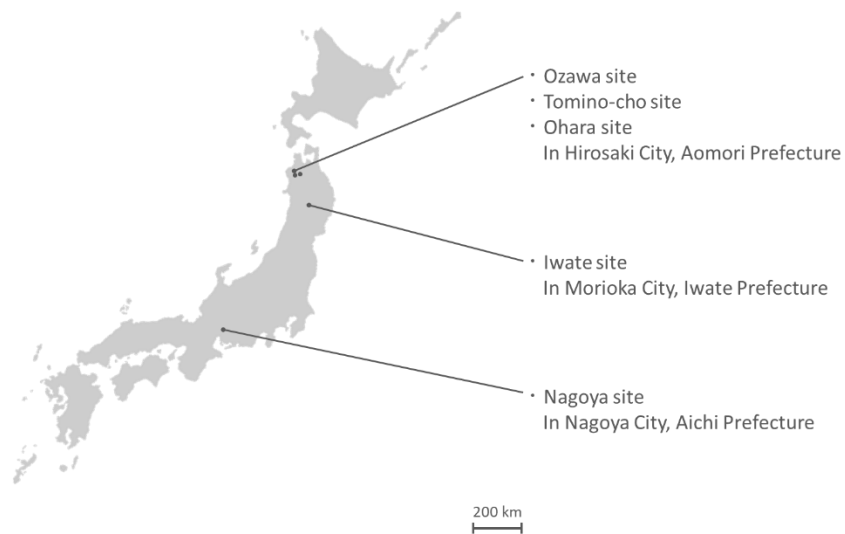 ・ Ozawa site
・ Tomino-cho site
・ Ohara site
In Hirosaki City, Aomori Prefecture
・ Iwate site
In Morioka City, Iwate Prefecture
・ Nagoya site
In Nagoya City, Aichi Prefecture
200 km